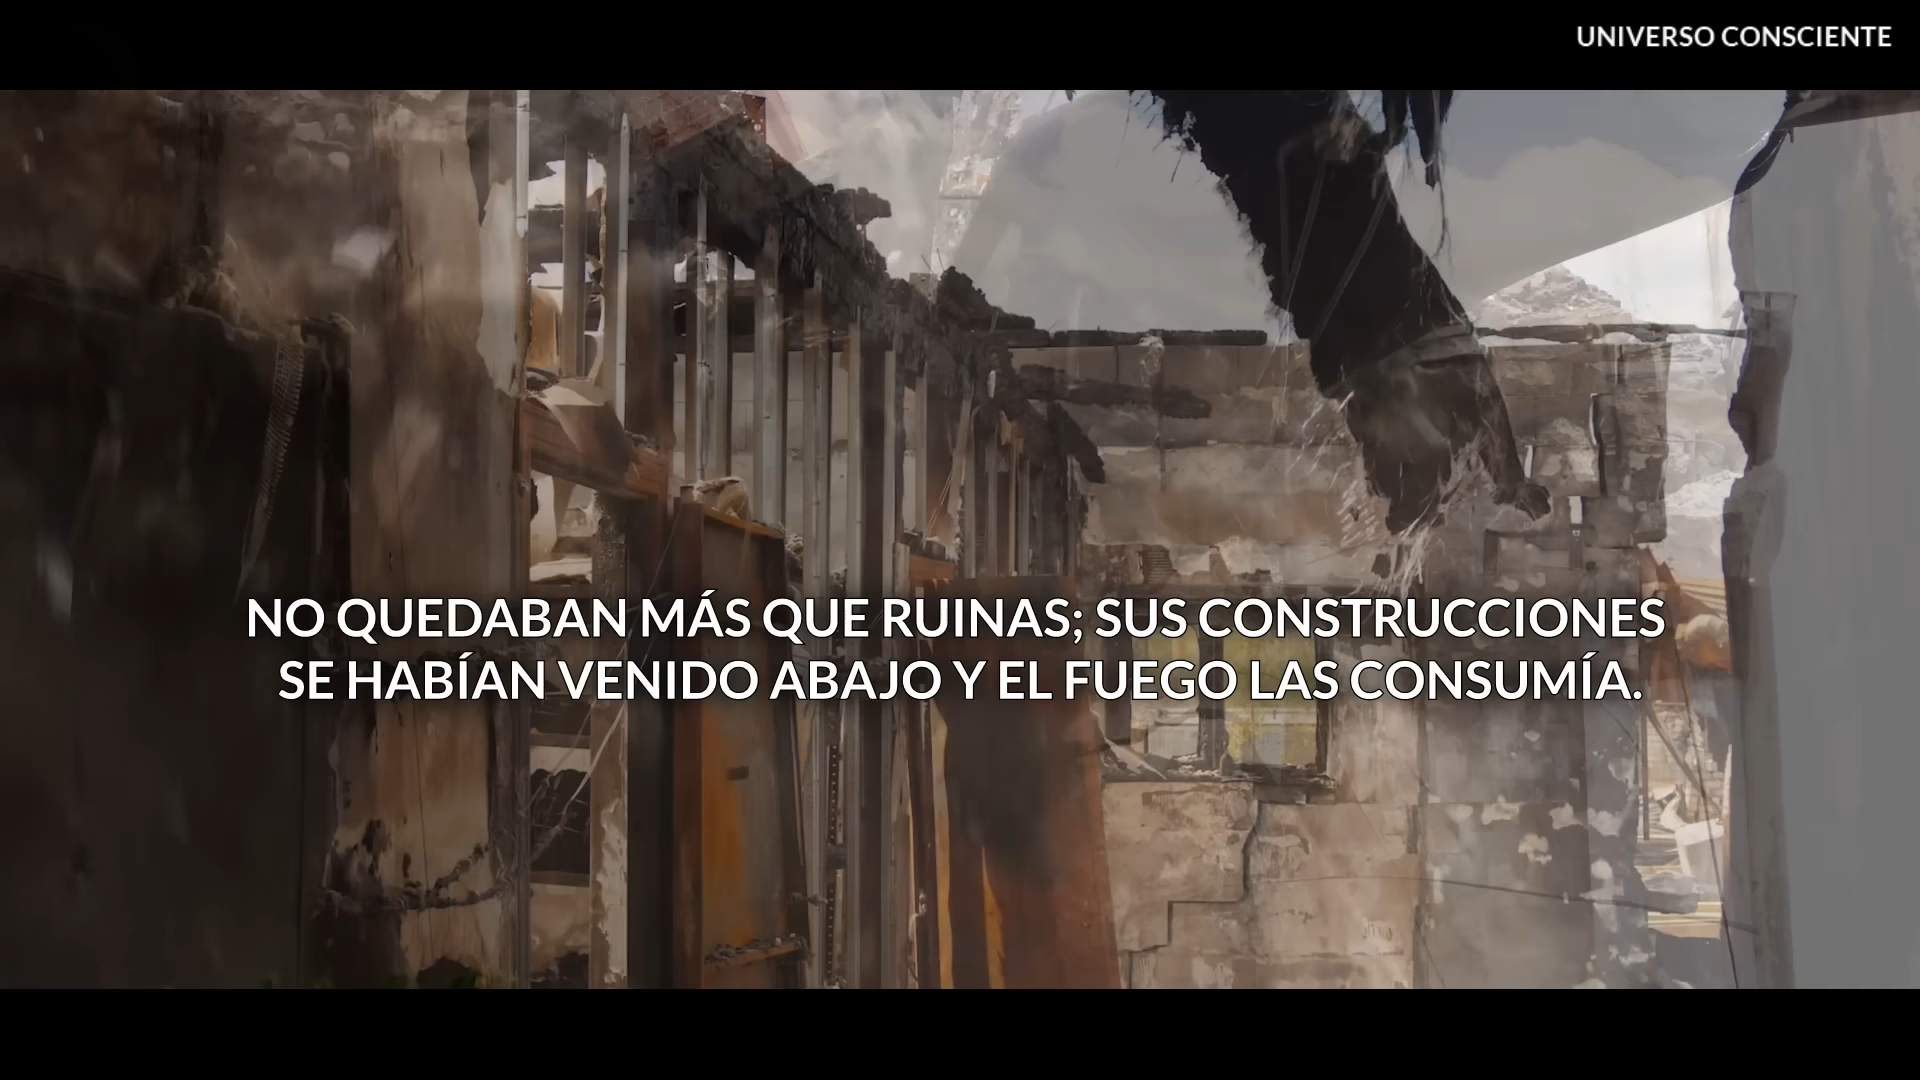 UNIVERSO CONSCIENTE
NO QUEDABAN MÁS QUE RUINAS; SUS CONSTRUCCIONES
SE HABÍAN VENIDO ABAJO Y EL FUEGO LAS CONSUMÍA.